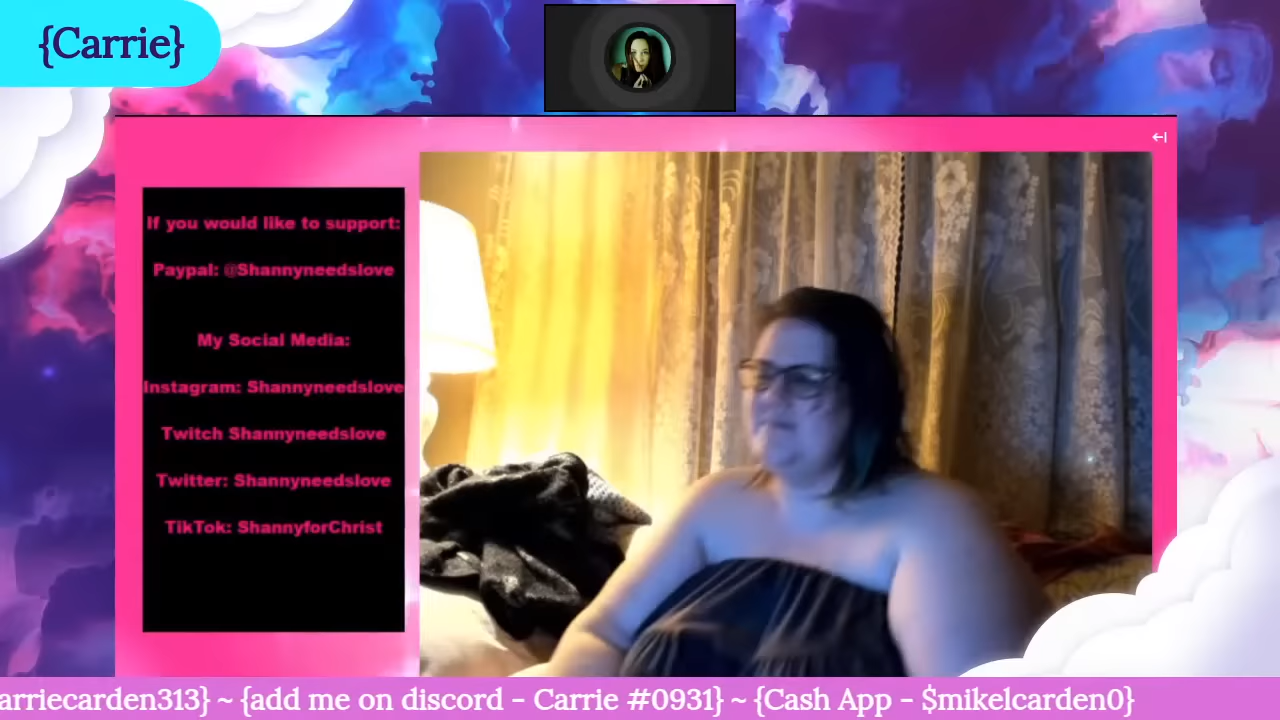 {Carrie}
If you would like to support:
Paypal: @Shannyneedslove
My Social Media:
Instagram: Shannyneedslove
Twitch Shannyneedslove
Twitter: Shannyneedslove
TikTok: ShannyforChrist
arriecarden313} ~ {add me on discord - Carrie #0931} ~ {Cash App - $mikelcarden0}